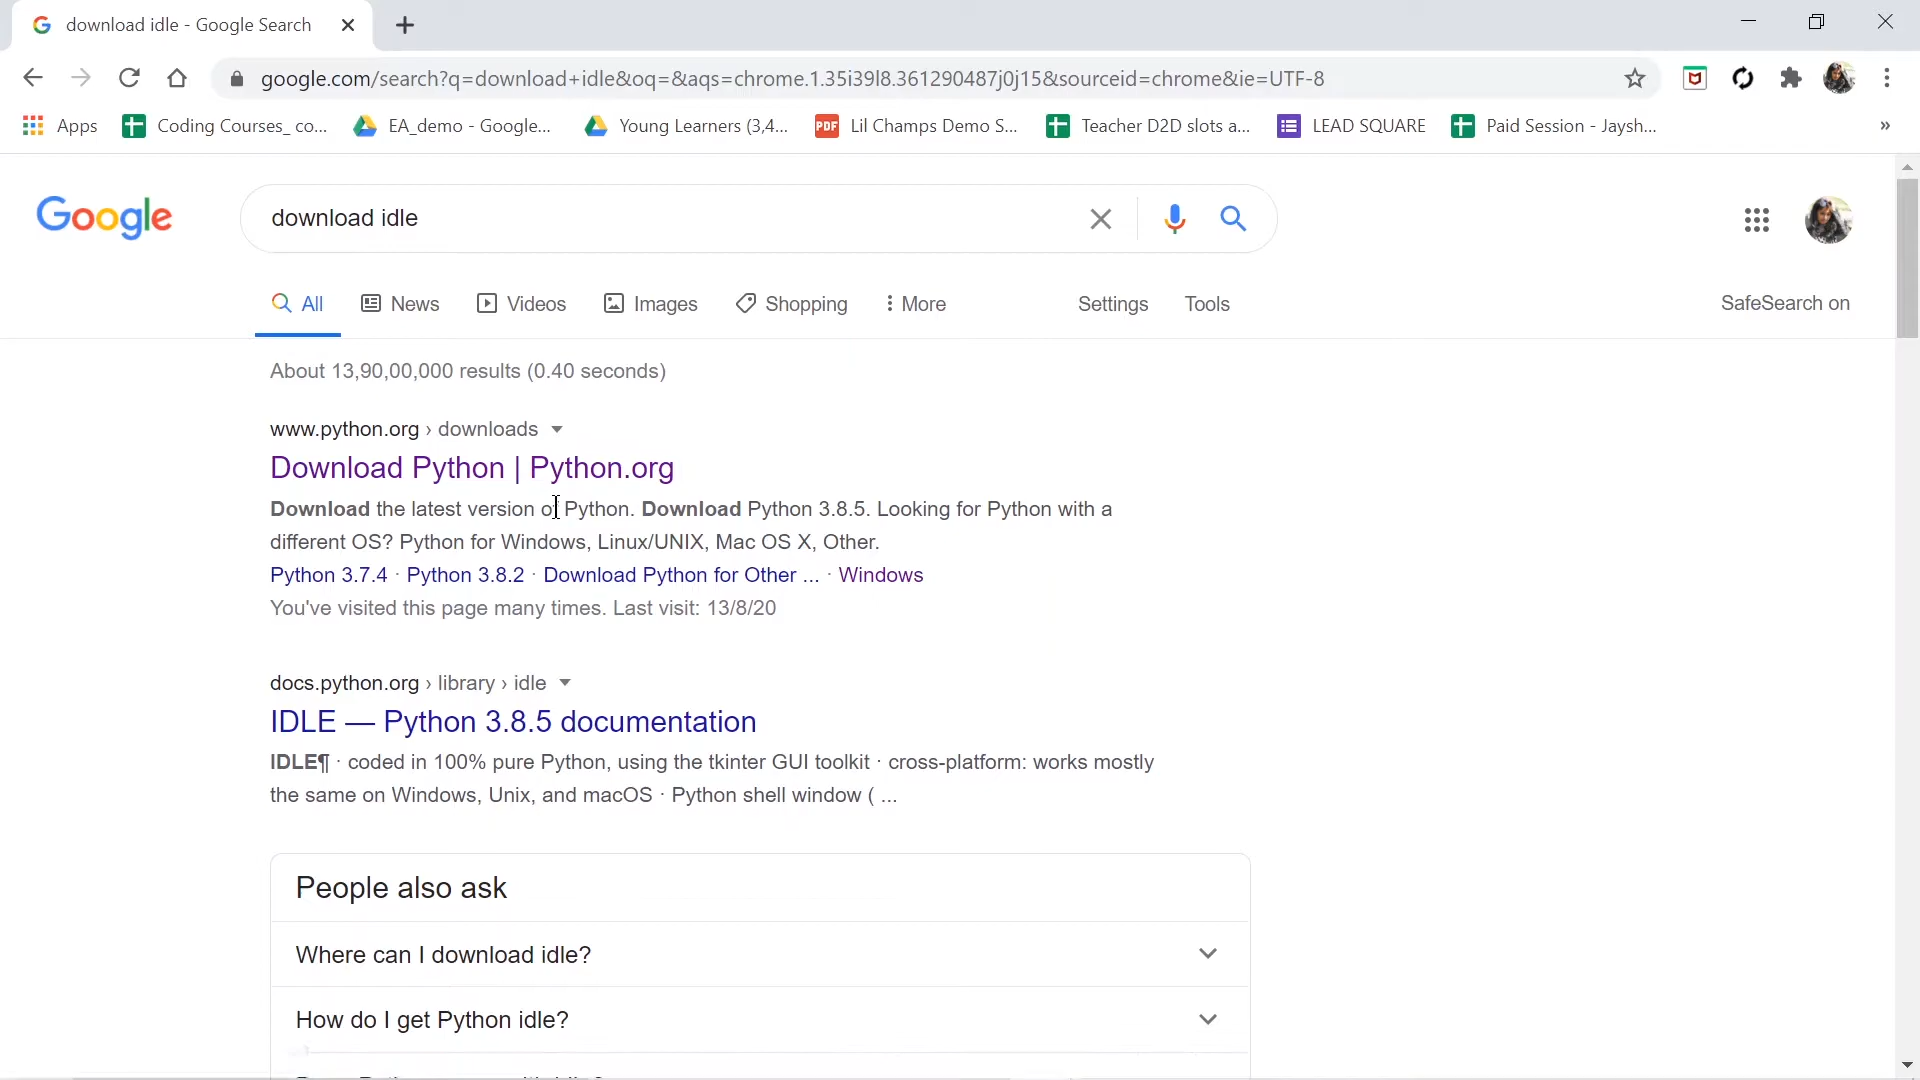 download idle - Google Search
google.com/search?q=download+idle&oq=&aqs=chrome.1.35i39l8.361290487j0j15&sourceid=chrome&ie=UTF-8
Apps Coding Courses_ co... EA_demo - Google... Young Learners (3,4... PDF Lil Champs Demo S... Teacher D2D slots a... LEAD SQUARE Paid Session - Jaysh... »
Google download idle
All News Videos Images Shopping More Settings Tools SafeSearch on
About 13,90,00,000 results (0.40 seconds)
www.python.org › downloads
Download Python | Python.org
Download the latest version of Python. Download Python 3.8.5. Looking for Python with a
different OS? Python for Windows, Linux/UNIX, Mac OS X, Other.
Python 3.7.4 · Python 3.8.2 · Download Python for Other ... · Windows
You've visited this page many times. Last visit: 13/8/20
docs.python.org › library › idle
IDLE — Python 3.8.5 documentation
IDLE¶ · coded in 100% pure Python, using the tkinter GUI toolkit · cross-platform: works mostly
the same on Windows, Unix, and macOS · Python shell window ( ...
People also ask
Where can I download idle?
How do I get Python idle?